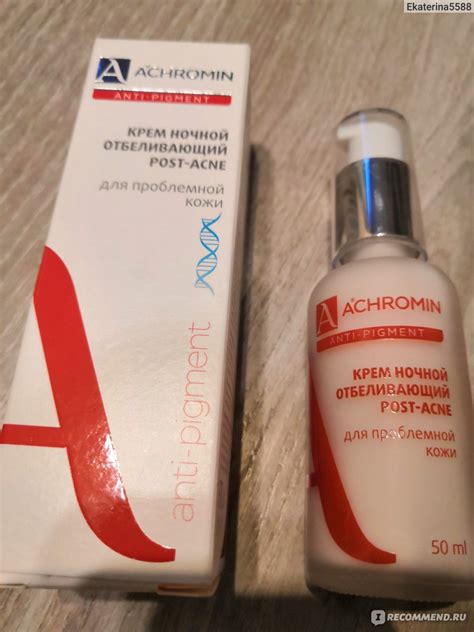 Ekaterina5588
A
ACHROMIN
ANTI-PIGMENT
КРЕМ НОЧНОЙ
ОТБЕЛИВАЮЩИЙ
POST-ACNE
для проблемной
кожи
anti-pigment
A
ACHROMIN
ANTI-PIGMENT
КРЕМ НОЧНОЙ
ОТБЕЛИВАЮЩИЙ
POST-ACNE
для проблемной
кожи
50 ml
IRECOMMEND.RU